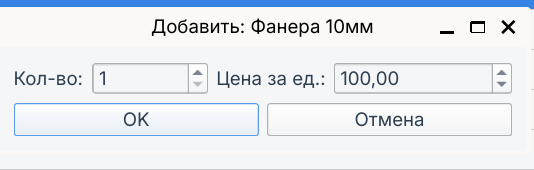 Добавить: Фанера 10мм
Кол-во: 1 Цена за ед.: 100,00
OK Отмена